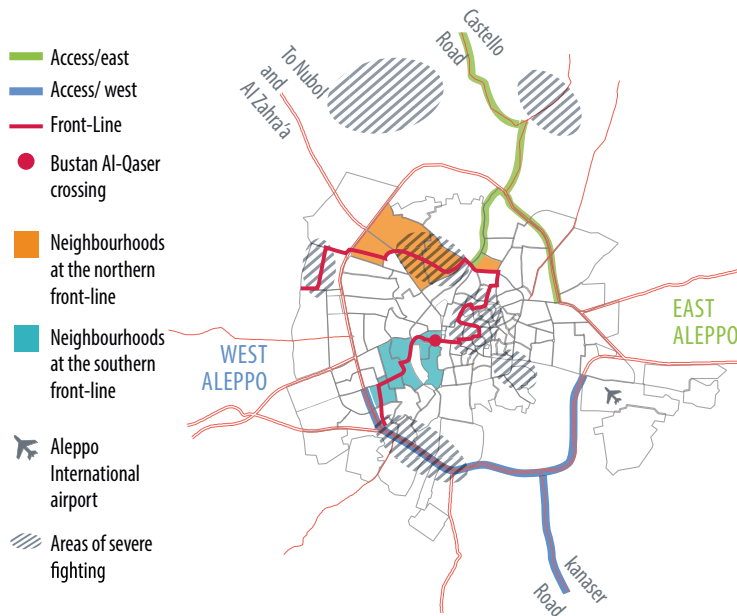 Access/east
Access/ west
Front-Line
Bustan Al-Qaser
crossing
Neighbourhoods
at the northern
front-line
Neighbourhoods
at the southern
front-line
Aleppo
International
airport
Areas of severe
fighting
To Nubol
and
Al Zahra’a
Castello
Road
WEST
ALEPPO
EAST
ALEPPO
kanaser
Road